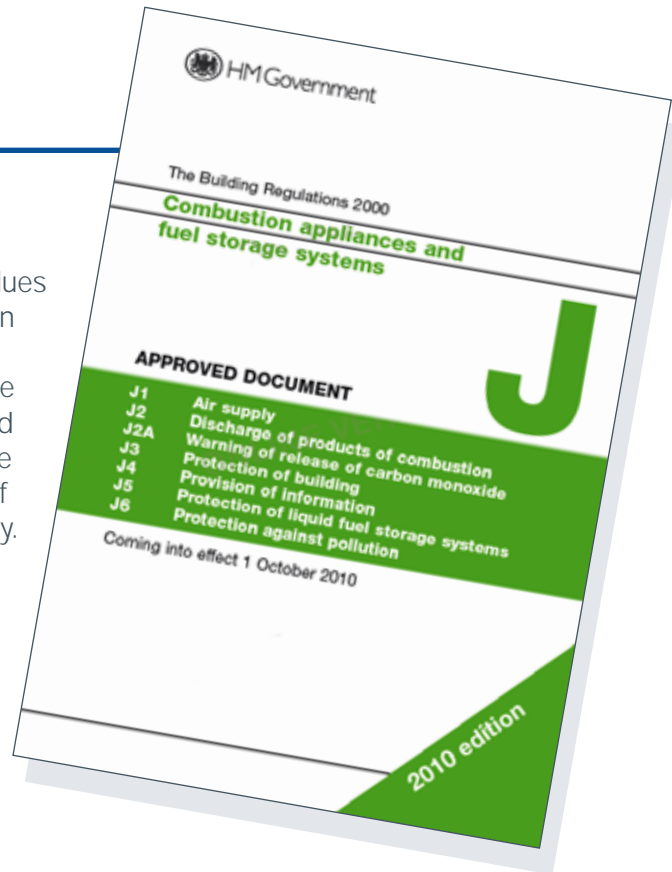 HM Government
The Building Regulations 2000
Combustion appliances and
fuel storage systems
J
APPROVED DOCUMENT
J1 Air supply
J2 Discharge of products of combustion
J2A Warning of release of carbon monoxide
J3 Protection of building
J4 Provision of information
J5 Protection of liquid fuel storage systems
J6 Protection against pollution
Coming into effect 1 October 2010
2010 edition